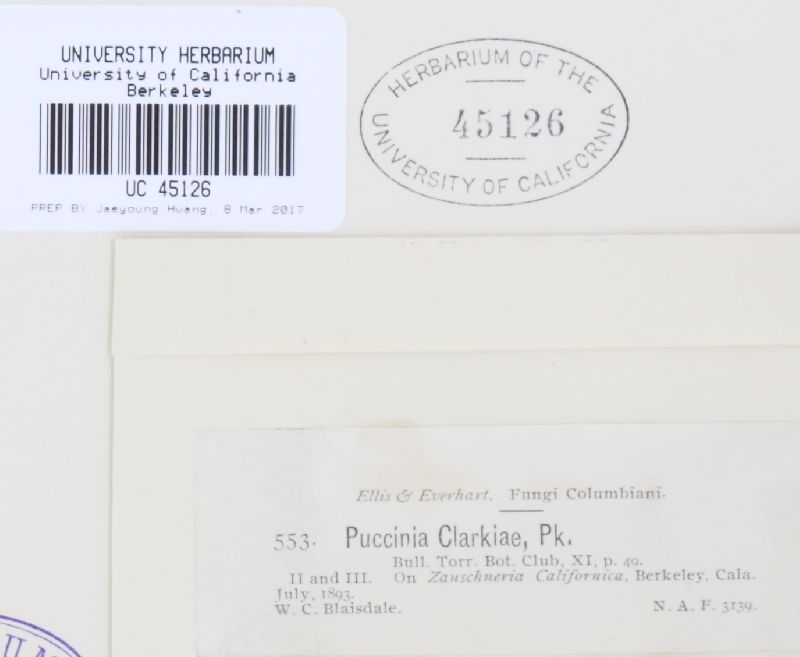 UNIVERSITY HERBARIUM
University of California
Berkeley
UC 45126
PREP BY Jaeyoung Hwang, 8 Mar 2017
HERBARIUM OF THE
45126
UNIVERSITY OF CALIFORNIA
Ellis & Everhart. Fungi Columbiani.
553. Puccinia Clarkiae, Pk.
Bull. Torr. Bot. Club, XI, p. 40.
II and III. On Zauschneria Californica, Berkeley, Cala.
July, 1893.
W. C. Blaisdale. N. A. F. 3139.